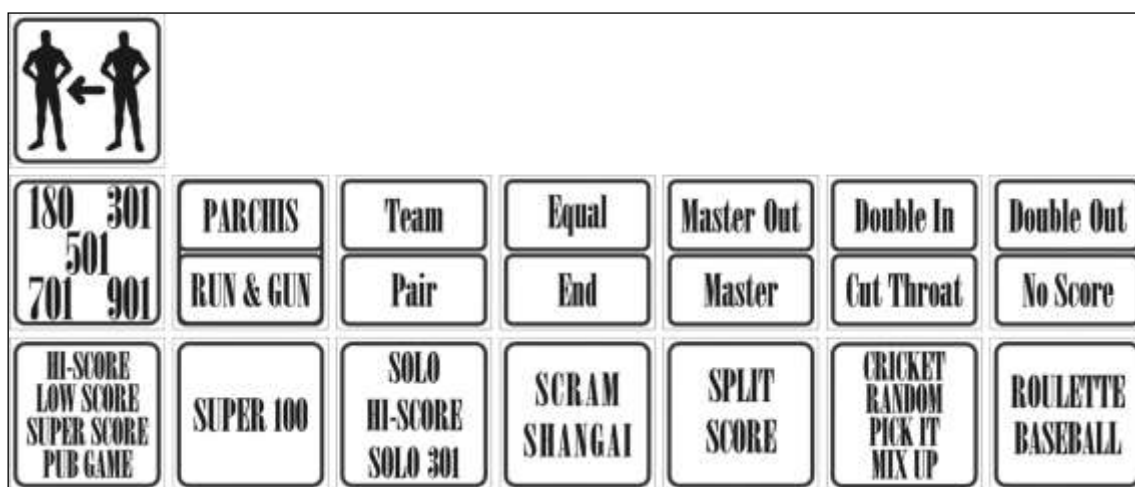 180 301
501
701 901
PARCHIS
RUN & GUN
Team
Pair
Equal
End
Master Out
Master
Double In
Cut Throat
Double Out
No Score
HI-SCORE
LOW SCORE
SUPER SCORE
PUB GAME
SUPER 100
SOLO
HI-SCORE
SOLO 301
SCRAM
SHANGAI
SPLIT
SCORE
CRICKET
RANDOM
PICK IT
MIX UP
ROULETTE
BASEBALL